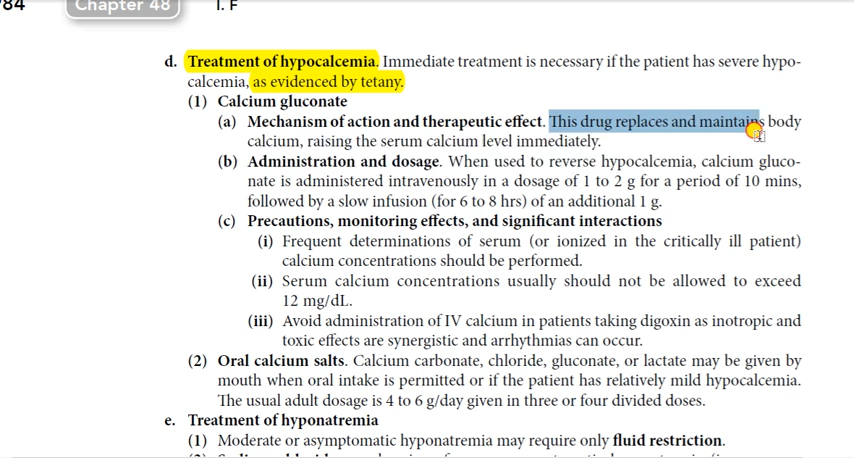 784 Chapter 48 I. F
d. Treatment of hypocalcemia. Immediate treatment is necessary if the patient has severe hypo-
calcemia, as evidenced by tetany.
(1) Calcium gluconate
(a) Mechanism of action and therapeutic effect. This drug replaces and maintains body
calcium, raising the serum calcium level immediately.
(b) Administration and dosage. When used to reverse hypocalcemia, calcium gluco-
nate is administered intravenously in a dosage of 1 to 2 g for a period of 10 mins,
followed by a slow infusion (for 6 to 8 hrs) of an additional 1 g.
(c) Precautions, monitoring effects, and significant interactions
(i) Frequent determinations of serum (or ionized in the critically ill patient)
calcium concentrations should be performed.
(ii) Serum calcium concentrations usually should not be allowed to exceed
12 mg/dL.
(iii) Avoid administration of IV calcium in patients taking digoxin as inotropic and
toxic effects are synergistic and arrhythmias can occur.
(2) Oral calcium salts. Calcium carbonate, chloride, gluconate, or lactate may be given by
mouth when oral intake is permitted or if the patient has relatively mild hypocalcemia.
The usual adult dosage is 4 to 6 g/day given in three or four divided doses.
e. Treatment of hyponatremia
(1) Moderate or asymptomatic hyponatremia may require only fluid restriction.